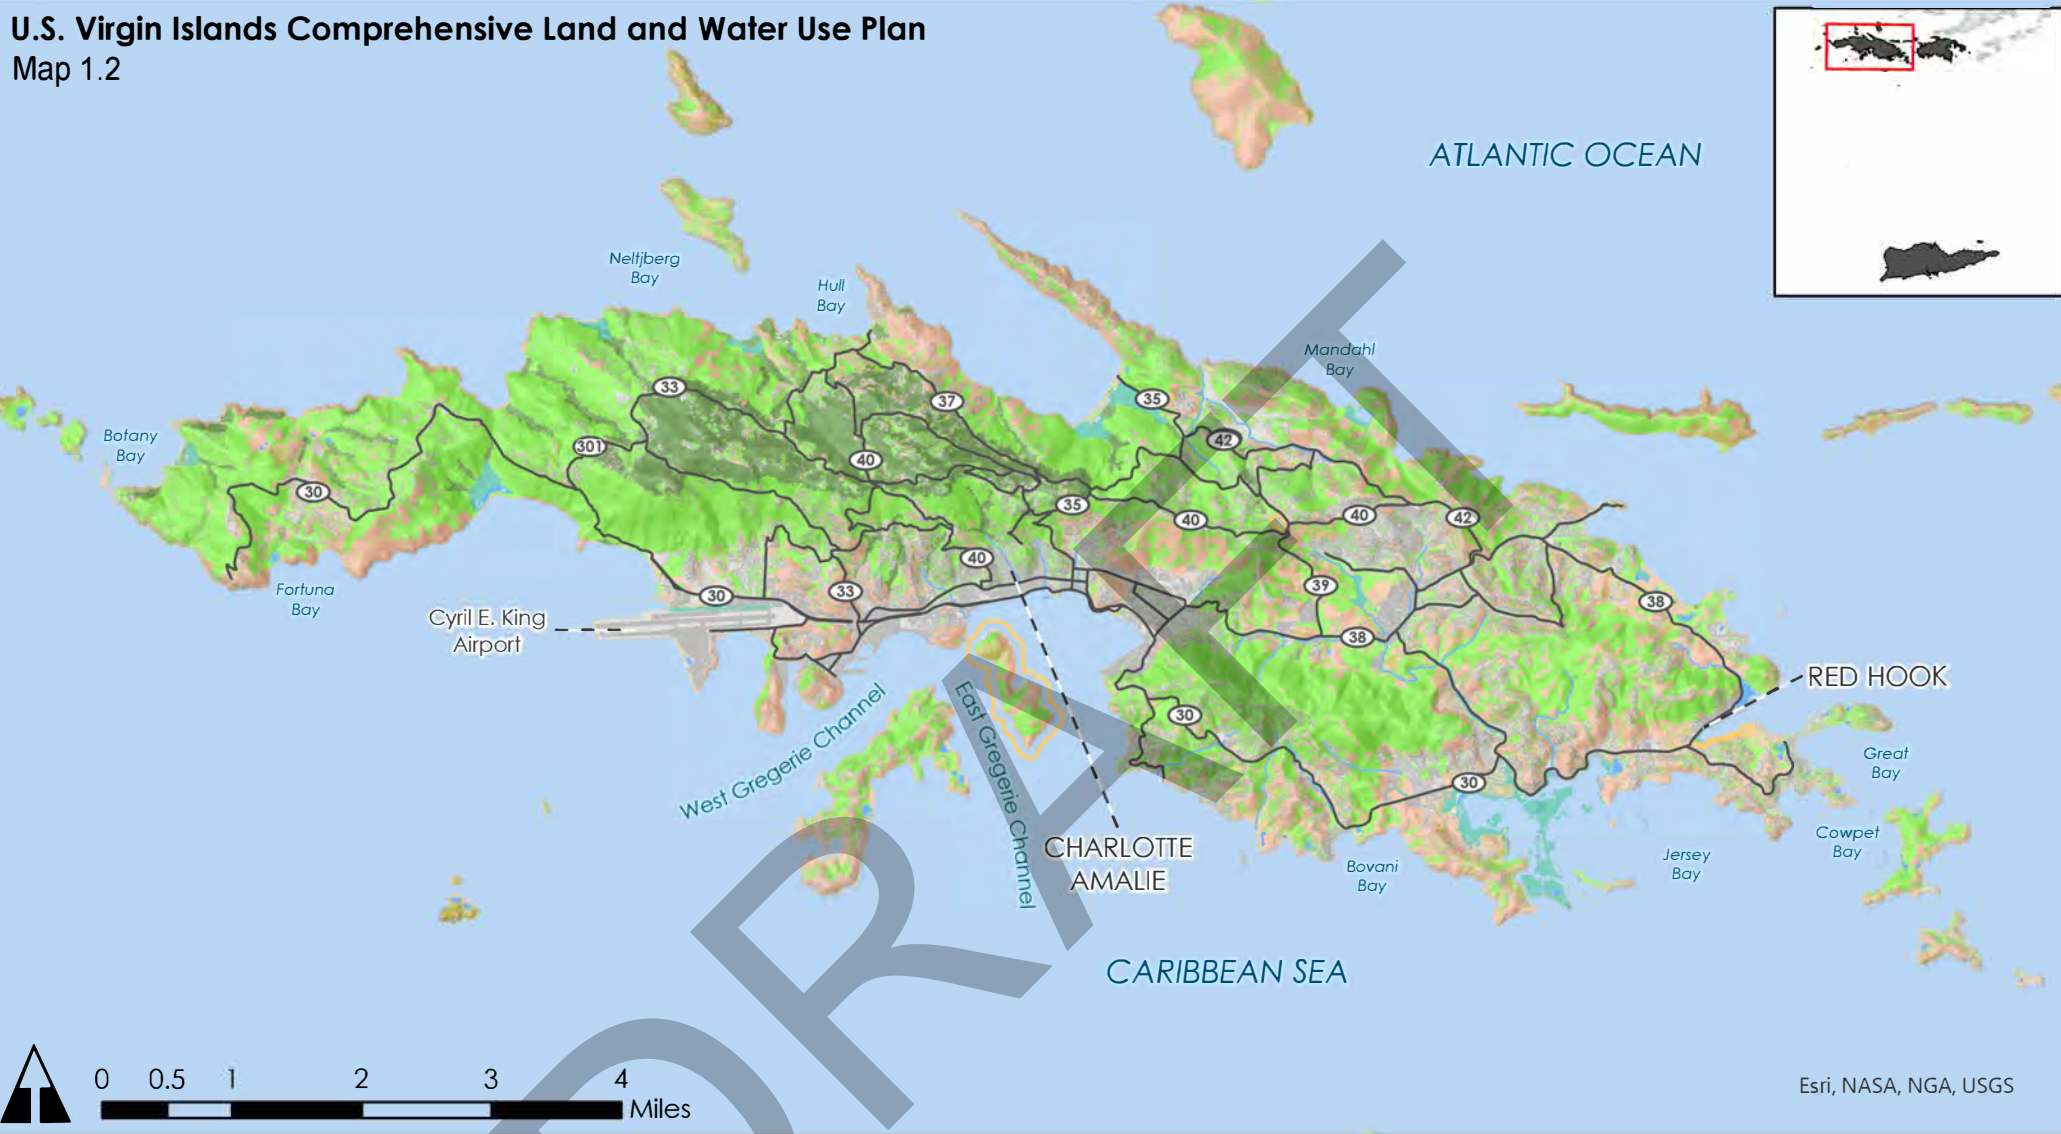 U.S. Virgin Islands Comprehensive Land and Water Use Plan
Map 1.2
ATLANTIC OCEAN
Neltjberg
Bay
Hull
Bay
Mandahl
Bay
33
37
35
Botany
Bay
301
42
40
30
35
40
40
42
40
Fortuna
Bay
30
33
39
38
Cyril E. King
Airport
38
RED HOOK
West Gregerie Channel
East Gregerie Channel
30
Great
Bay
30
CHARLOTTE
AMALIE
Bovani
Bay
Jersey
Bay
Cowpet
Bay
CARIBBEAN SEA
DRAFT
0 0.5 1 2 3 4
Miles
Esri, NASA, NGA, USGS